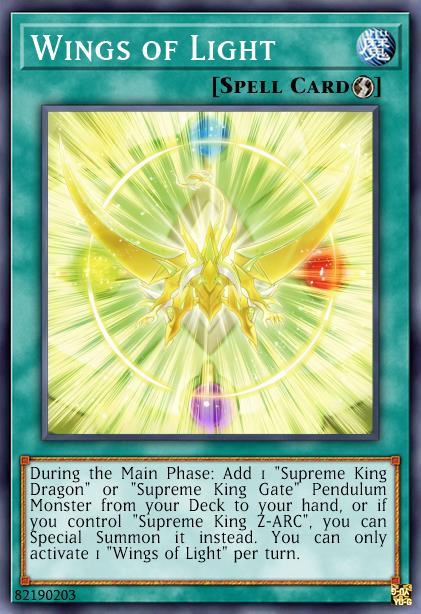 Wings of Light
[Spell Card]
During the Main Phase: Add 1 "Supreme King
Dragon" or "Supreme King Gate" Pendulum
Monster from your Deck to your hand, or if
you control "Supreme King Z-ARC", you can
Special Summon it instead. You can only
activate 1 "Wings of Light" per turn.
82190203